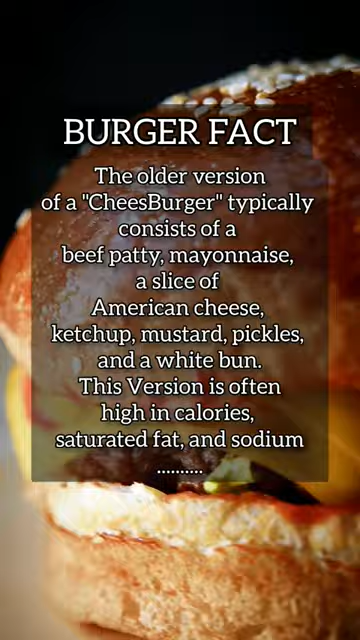 BURGER FACT
The older version
of a "CheesBurger" typically
consists of a
beef patty, mayonnaise,
a slice of
American cheese,
ketchup, mustard, pickles,
and a white bun.
This Version is often
high in calories,
saturated fat, and sodium
..........